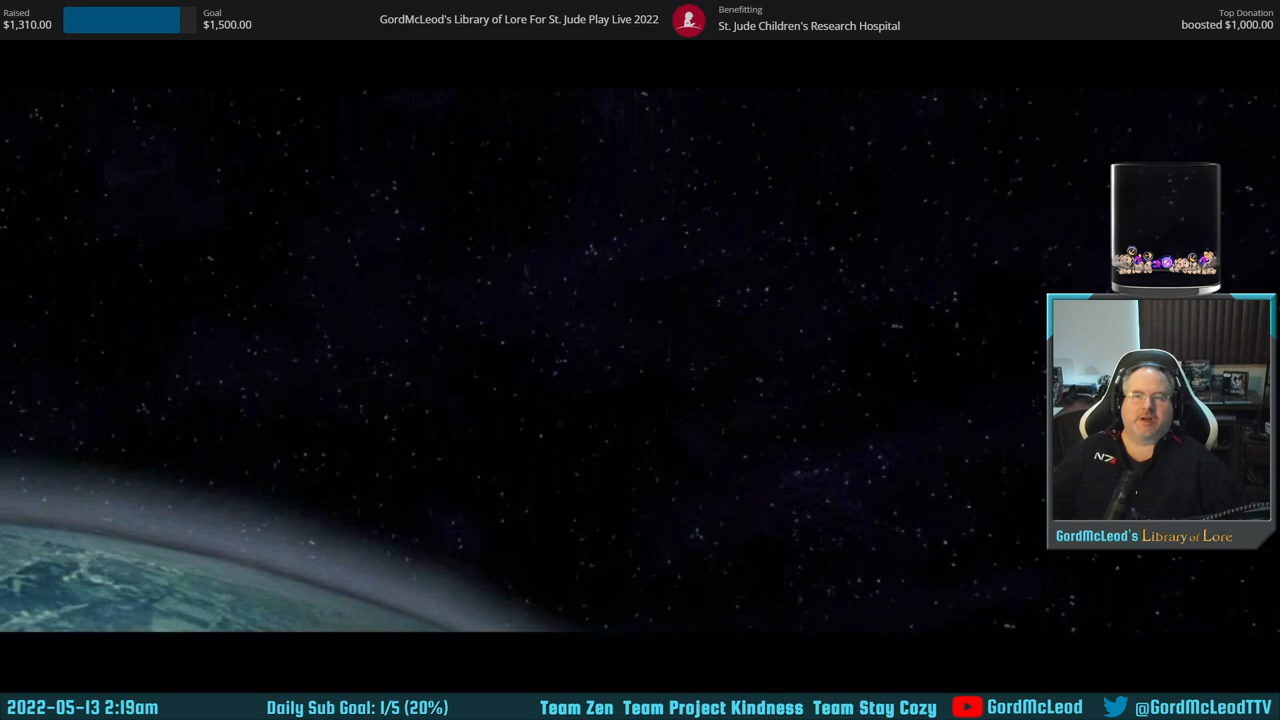 Raised
$1,310.00
Goal
$1,500.00
GordMcLeod's Library of Lore For St. Jude Play Live 2022
Benefitting
St. Jude Children's Research Hospital
Top Donation
boosted $1,000.00
N7
GordMcLeod's Library of Lore
2022-05-13 2:19am
Daily Sub Goal: 1/5 (20%)
Team Zen Team Project Kindness Team Stay Cozy
GordMcLeod
@GordMcLeodTTV